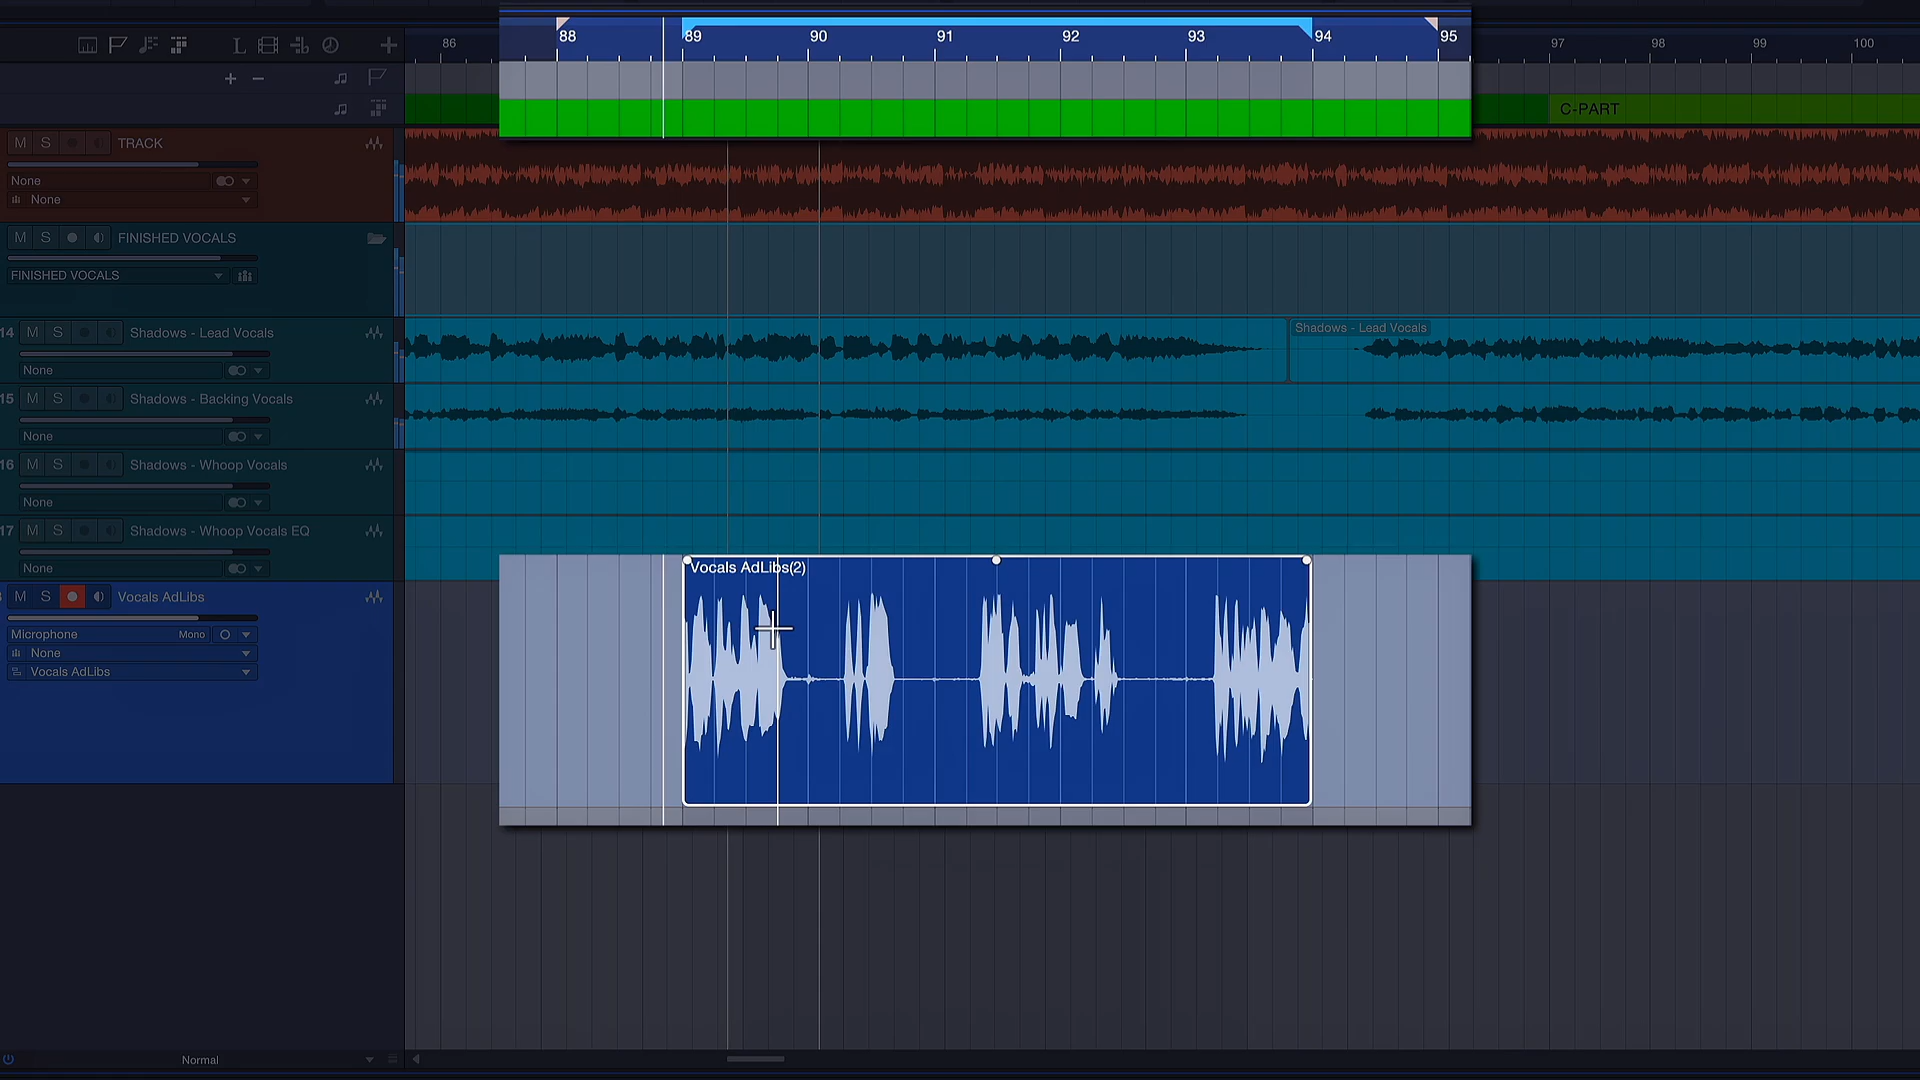 86 88 89 90 91 92 93 94 95 97 98 99 100
L
C-PART
M S TRACK
None
None
M S FINISHED VOCALS
FINISHED VOCALS
14 M S Shadows - Lead Vocals
None
Shadows - Lead Vocals
15 M S Shadows - Backing Vocals
None
16 M S Shadows - Whoop Vocals
None
17 M S Shadows - Whoop Vocals EQ
None
Vocals AdLibs(2)
M S Vocals AdLibs
Microphone Mono
None
Vocals AdLibs
Normal